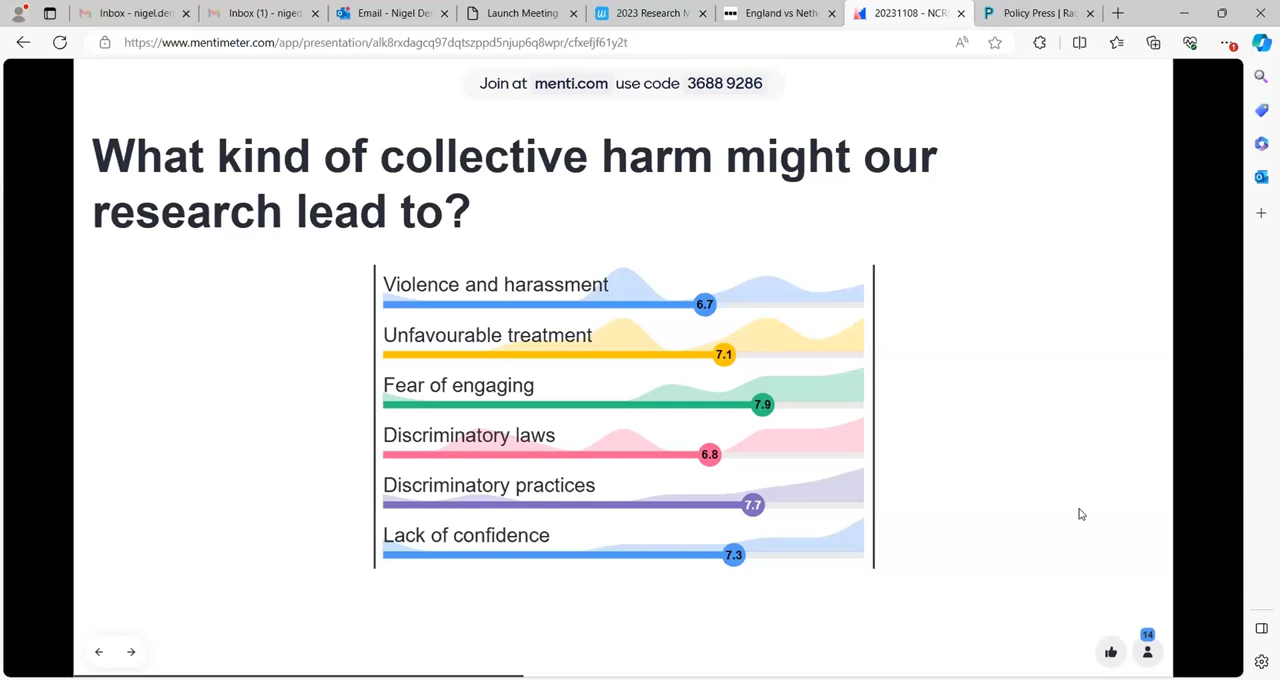 Inbox - nigel.den
Inbox (1) - niged
Email - Nigel De
Launch Meeting
2023 Research M
England vs Neth
20231108 - NCR
Policy Press | Rac
https://www.mentimeter.com/app/presentation/alk8rxdagcq97dqtszppd5njup6q8wpr/cfxefjf61y2t
Join at menti.com use code 3688 9286
What kind of collective harm might our
research lead to?
Violence and harassment
6.7
Unfavourable treatment
7.1
Fear of engaging
7.9
Discriminatory laws
6.8
Discriminatory practices
7.7
Lack of confidence
7.3
14